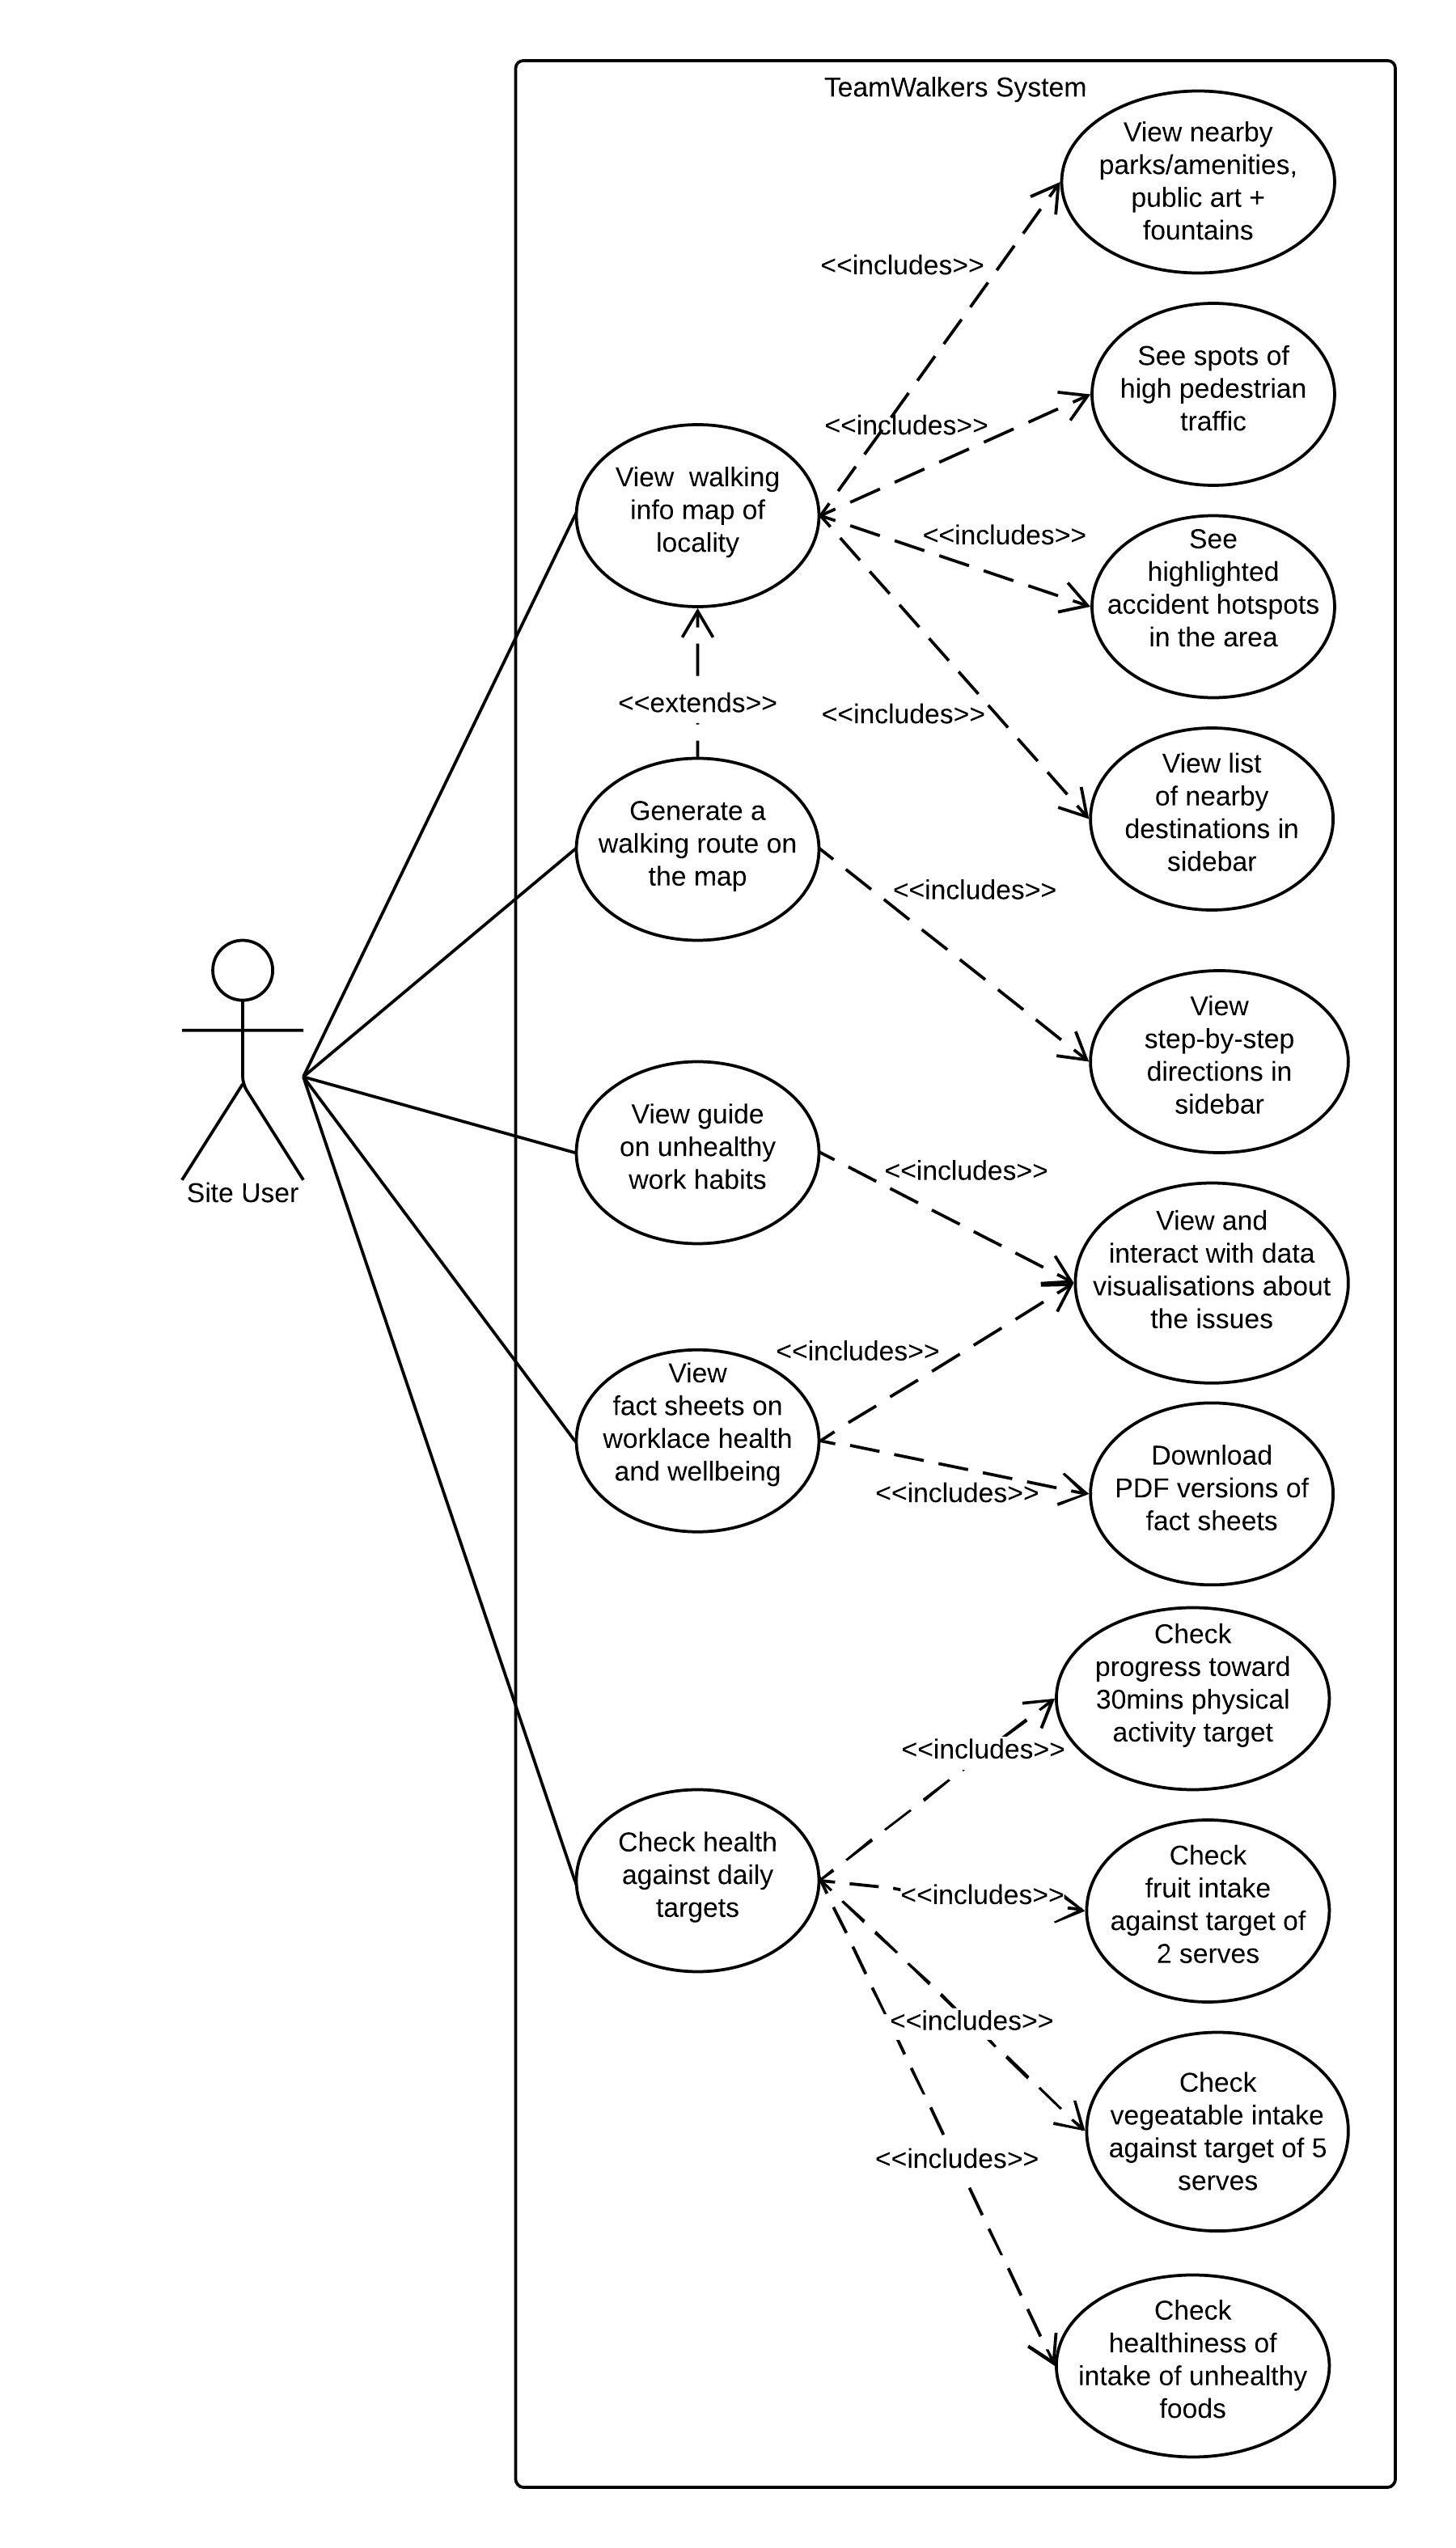 TeamWalkers System
View nearby
parks/amenities,
public art +
fountains
<<includes>>
See spots of
high pedestrian
traffic
<<includes>>
View  walking
info map of
locality
<<includes>>
See
highlighted
accident hotspots
in the area
<<extends>>
<<includes>>
View list
of nearby
destinations in
sidebar
Generate a
walking route on
the map
<<includes>>
View
step-by-step
directions in
sidebar
Site User
View guide
on unhealthy
work habits
<<includes>>
View and
interact with data
visualisations about
the issues
<<includes>>
View
fact sheets on
worklace health
and wellbeing
<<includes>>
Download
PDF versions of
fact sheets
Check
progress toward
30mins physical
activity target
<<includes>>
Check health
against daily
targets
<<includes>>
Check
fruit intake
against target of
2 serves
<<includes>>
Check
vegeatable intake
against target of 5
serves
<<includes>>
Check
healthiness of
intake of unhealthy
foods